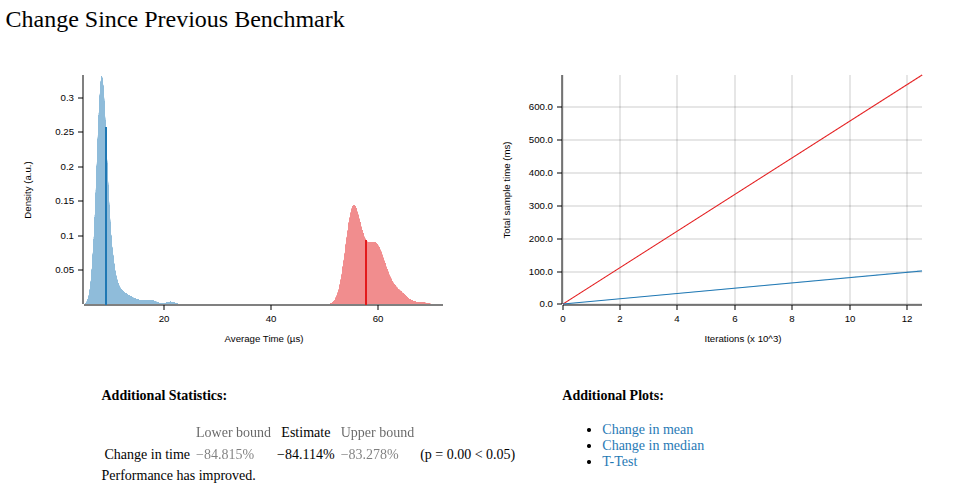 Change Since Previous Benchmark
0.3
0.25
0.2
0.15
0.1
0.05
Density (a.u.)
20
40
60
Average Time (µs)
600.0
500.0
400.0
300.0
200.0
100.0
0.0
Total sample time (ms)
0
2
4
6
8
10
12
Iterations (x 10^3)
Additional Statistics:
Lower bound Estimate Upper bound
Change in time −84.815% −84.114% −83.278% (p = 0.00 < 0.05)
Performance has improved.
Additional Plots:
• Change in mean
• Change in median
• T-Test